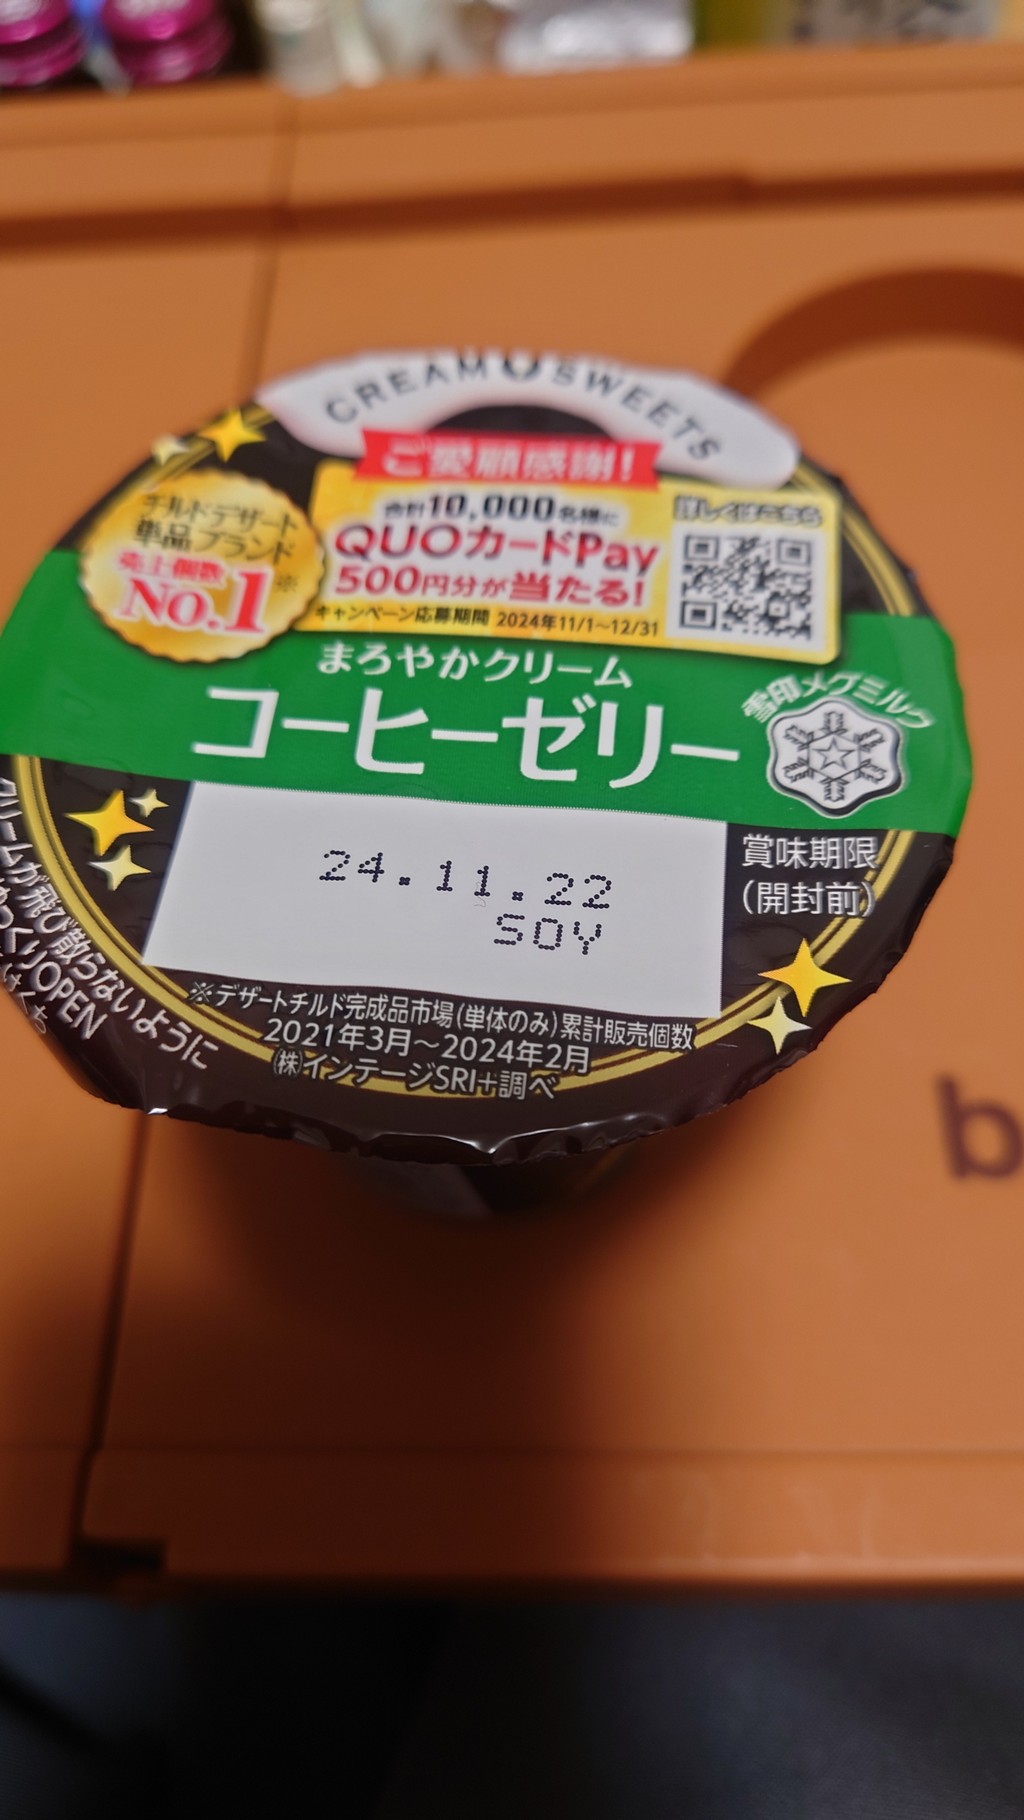 CREAM SWEETS
ご愛顧感謝!
チルドデザート
単品ブランド
売上個数
No.1※
合計10,000名様に
QUOカードPay
500円分が当たる!
キャンペーン応募期間 2024年11/1~12/31
詳しくはこちら
まろやかクリーム
コーヒーゼリー
雪印メグミルク
24.11.22
SOY
賞味期限
(開封前)
※デザートチルド完成品市場(単体のみ)累計販売個数
2021年3月~2024年2月
㈱インテージSRI+調べ
クリームが飛び散らないように
ゆっくりOPEN
b